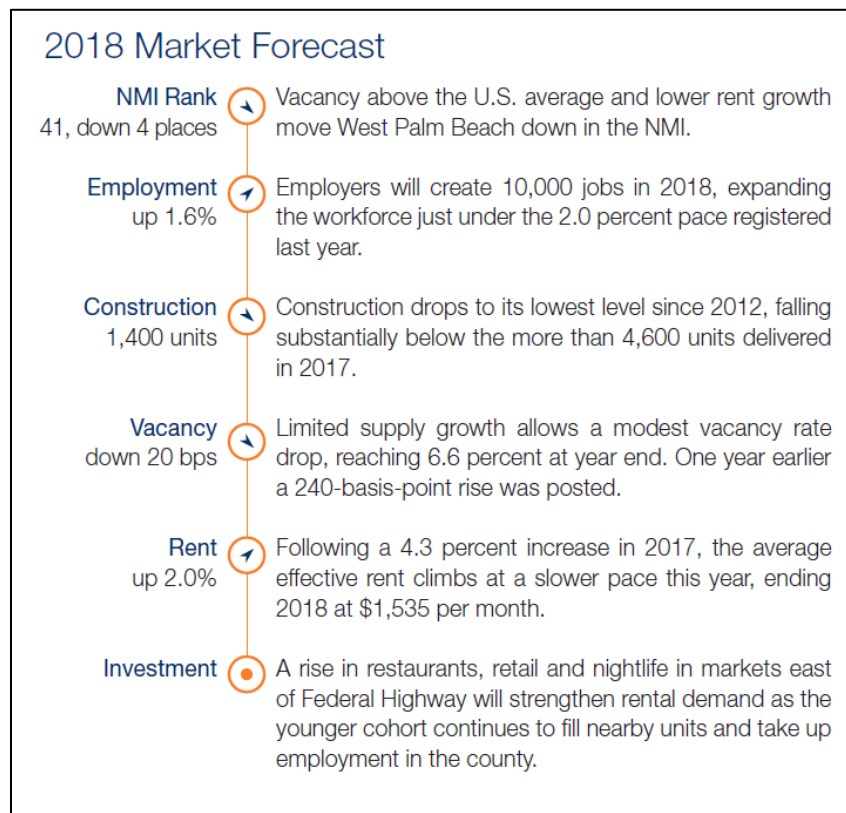 2018 Market Forecast
NMI Rank
41, down 4 places
Vacancy above the U.S. average and lower rent growth
move West Palm Beach down in the NMI.
Employment
up 1.6%
Employers will create 10,000 jobs in 2018, expanding
the workforce just under the 2.0 percent pace registered
last year.
Construction
1,400 units
Construction drops to its lowest level since 2012, falling
substantially below the more than 4,600 units delivered
in 2017.
Vacancy
down 20 bps
Limited supply growth allows a modest vacancy rate
drop, reaching 6.6 percent at year end. One year earlier
a 240-basis-point rise was posted.
Rent
up 2.0%
Following a 4.3 percent increase in 2017, the average
effective rent climbs at a slower pace this year, ending
2018 at $1,535 per month.
Investment
A rise in restaurants, retail and nightlife in markets east
of Federal Highway will strengthen rental demand as the
younger cohort continues to fill nearby units and take up
employment in the county.